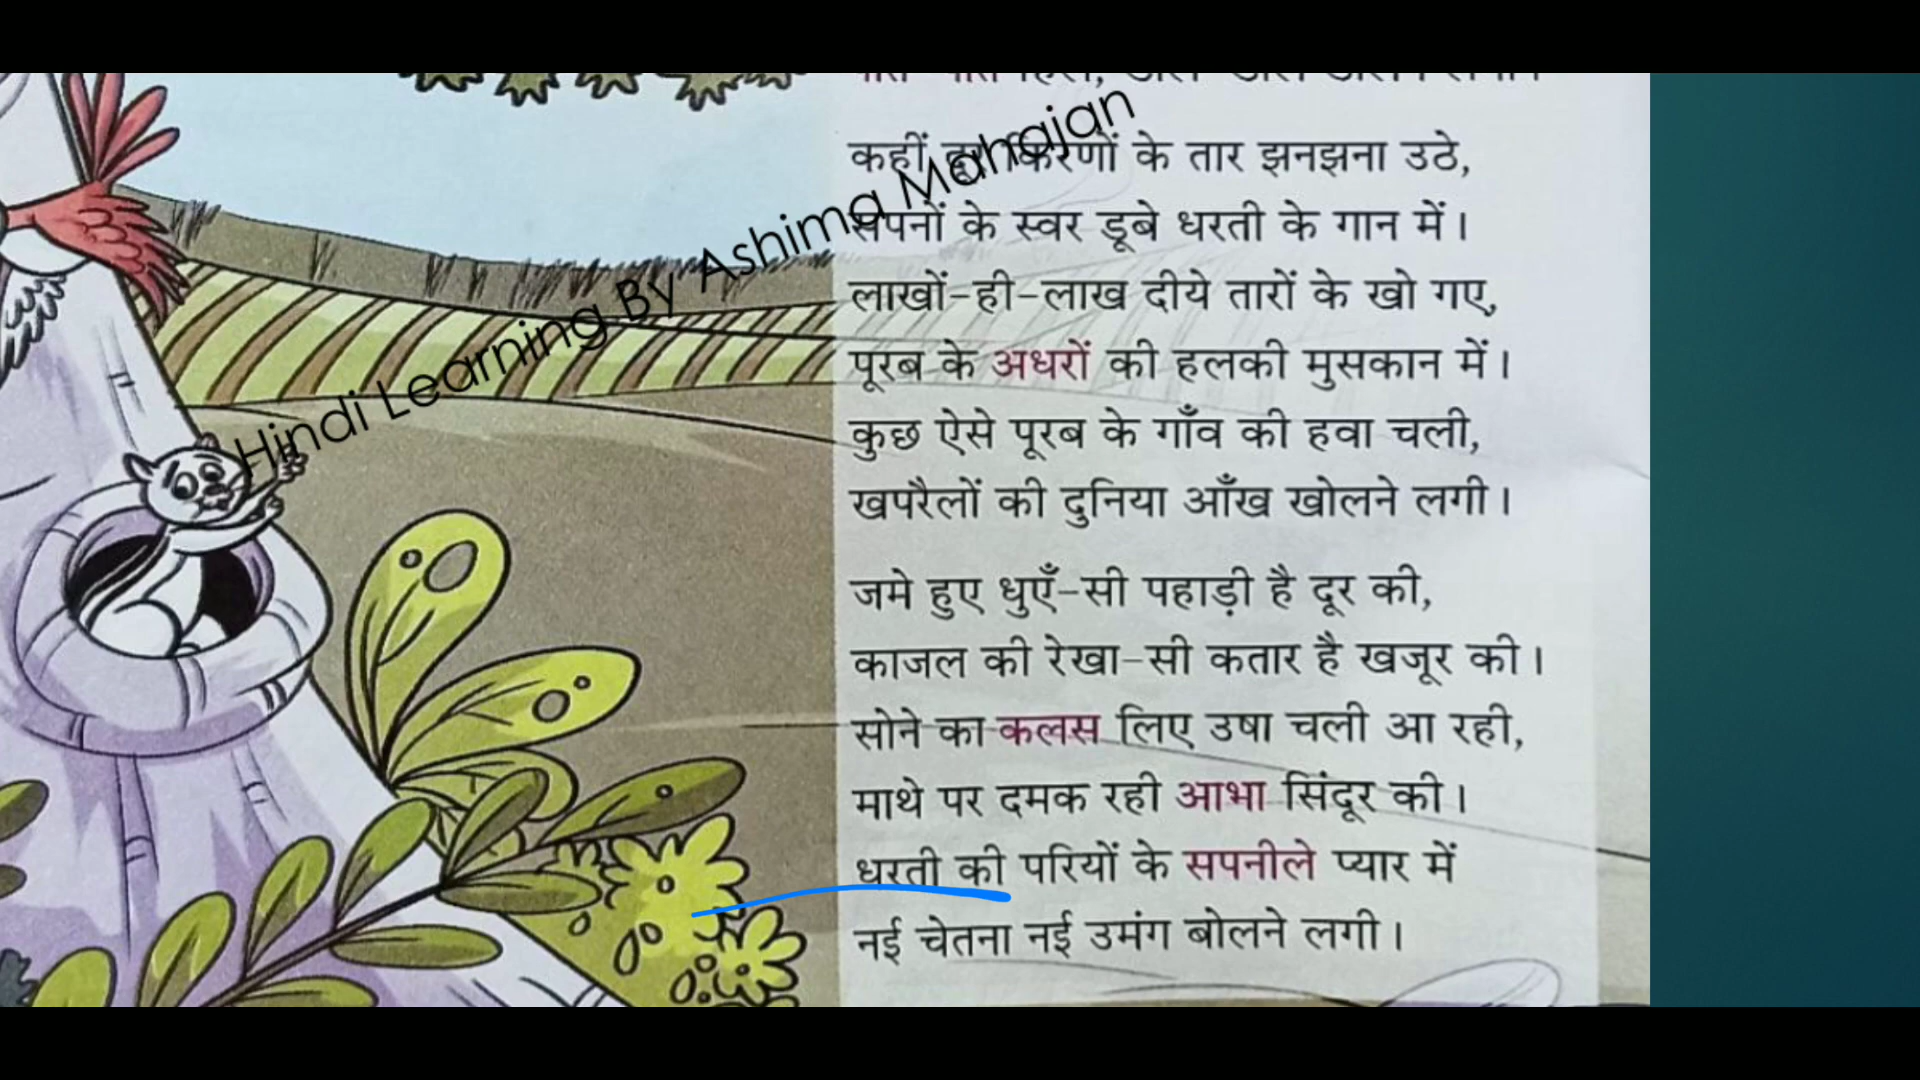 कहीं दूर किरणों के तार झनझना उठे,
सपनों के स्वर डूबे धरती के गान में।
लाखों-ही-लाख दीये तारों के खो गए,
पूरब के अधरों की हलकी मुसकान में।
कुछ ऐसे पूरब के गाँव की हवा चली,
खपरैलों की दुनिया आँख खोलने लगी।
जमे हुए धुएँ-सी पहाड़ी है दूर की,
काजल की रेखा-सी कतार है खजूर की।
सोने का कलस लिए उषा चली आ रही,
माथे पर दमक रही आभा सिंदूर की।
धरती की परियों के सपनीले प्यार में
नई चेतना नई उमंग बोलने लगी।
Hindi Learning By Ashima Mahajan